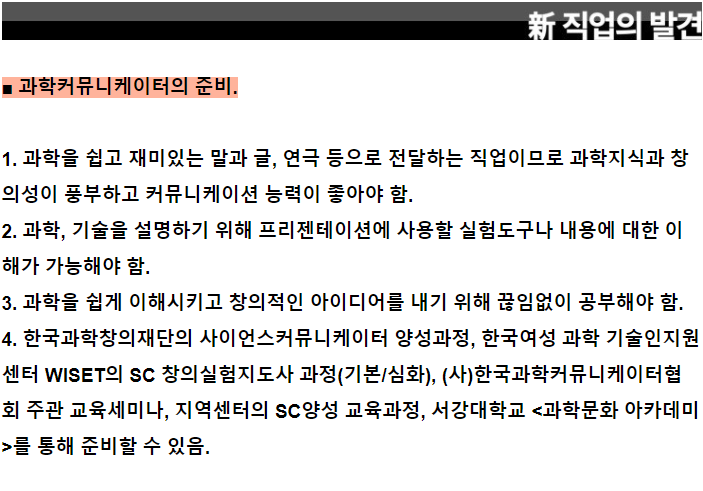 新 직업의 발견
■ 과학커뮤니케이터의 준비.
1. 과학을 쉽고 재미있는 말과 글, 연극 등으로 전달하는 직업이므로 과학지식과 창
의성이 풍부하고 커뮤니케이션 능력이 좋아야 함.
2. 과학, 기술을 설명하기 위해 프리젠테이션에 사용할 실험도구나 내용에 대한 이
해가 가능해야 함.
3. 과학을 쉽게 이해시키고 창의적인 아이디어를 내기 위해 끊임없이 공부해야 함.
4. 한국과학창의재단의 사이언스커뮤니케이터 양성과정, 한국여성 과학 기술인지원
센터 WISET의 SC 창의실험지도사 과정(기본/심화), (사)한국과학커뮤니케이터협
회 주관 교육세미나, 지역센터의 SC양성 교육과정, 서강대학교 <과학문화 아카데미
>를 통해 준비할 수 있음.